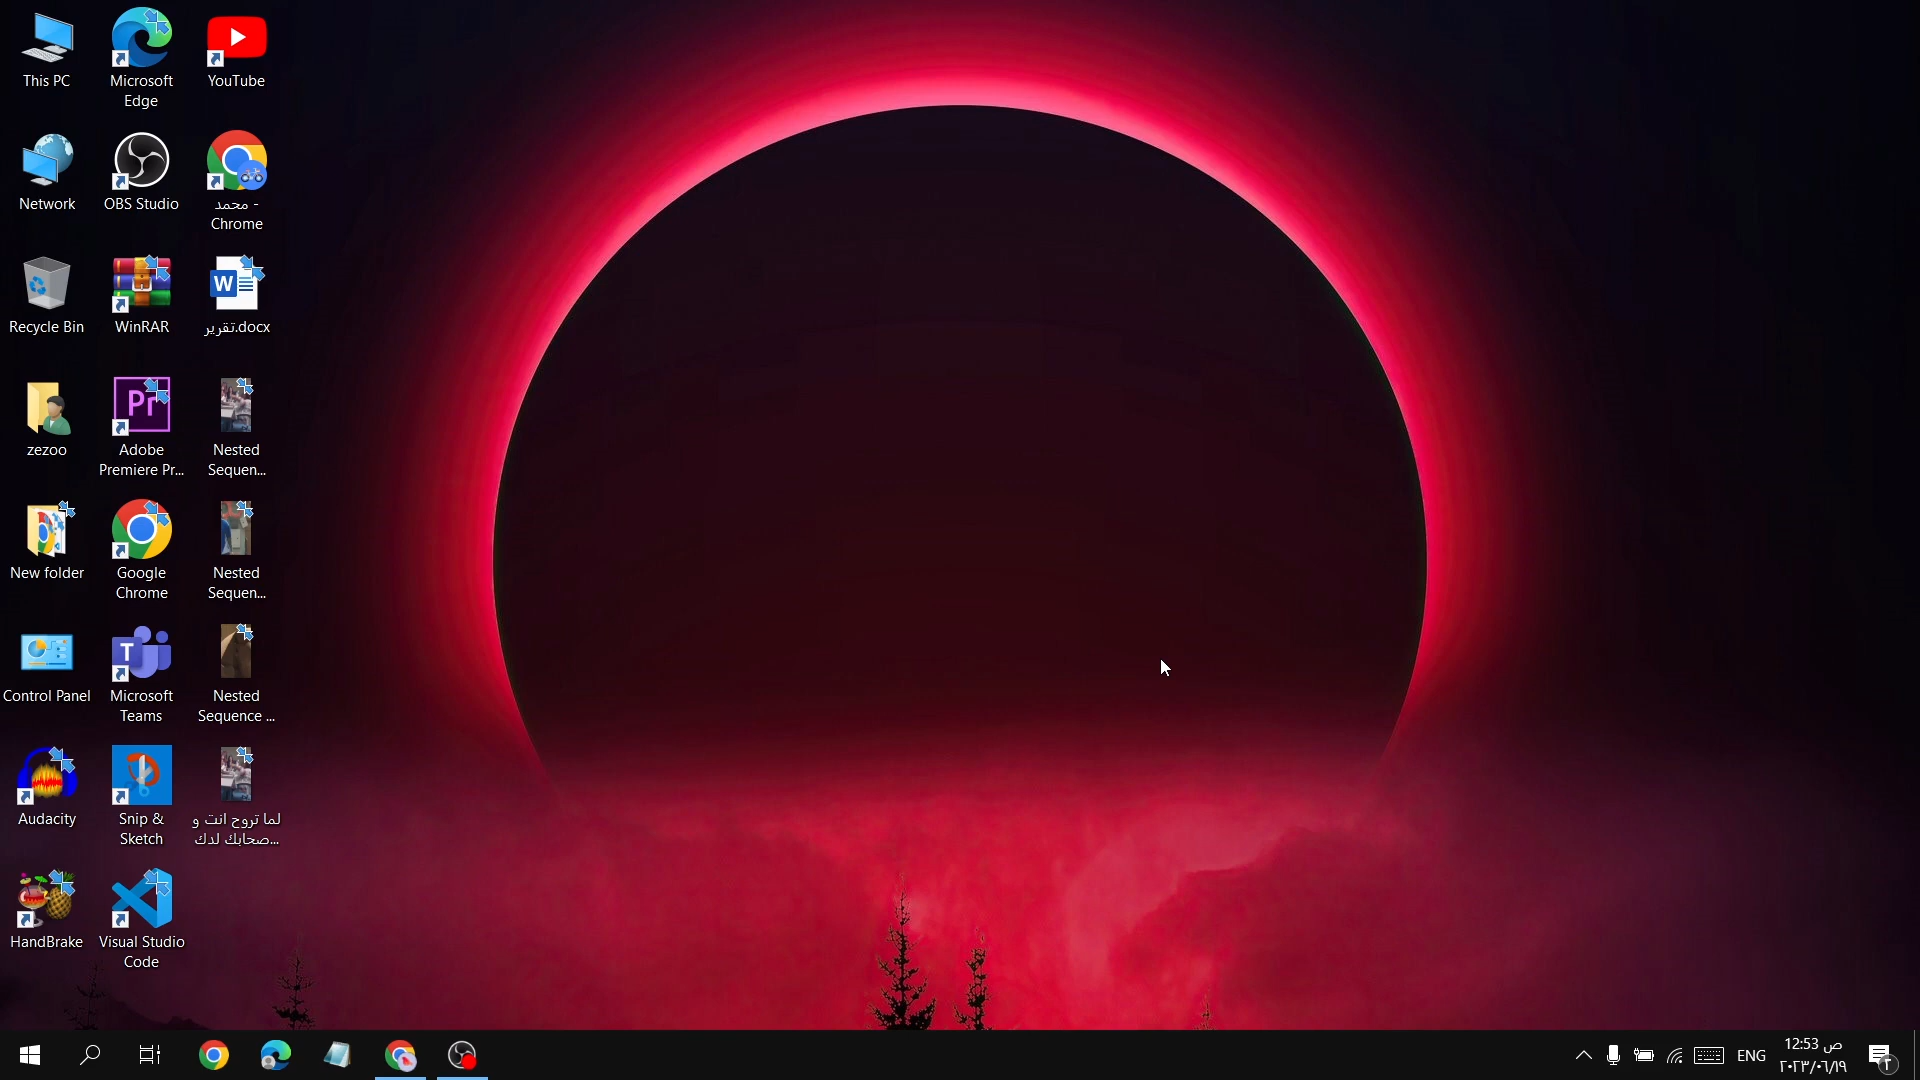 This PC
Microsoft
Edge
YouTube
Network
OBS Studio
محمد -
Chrome
Recycle Bin
WinRAR
تقرير.docx
zezoo
Adobe
Premiere Pr...
Nested
Sequen...
New folder
Google
Chrome
Nested
Sequen...
Control Panel
Microsoft
Teams
Nested
Sequence ...
Audacity
Snip &
Sketch
لما تروح انت و
صحابك لدك...
HandBrake
Visual Studio
Code
Pr
W
T
ENG
12:53 ص
٢٠٢٣/٠٦/١٩
٣